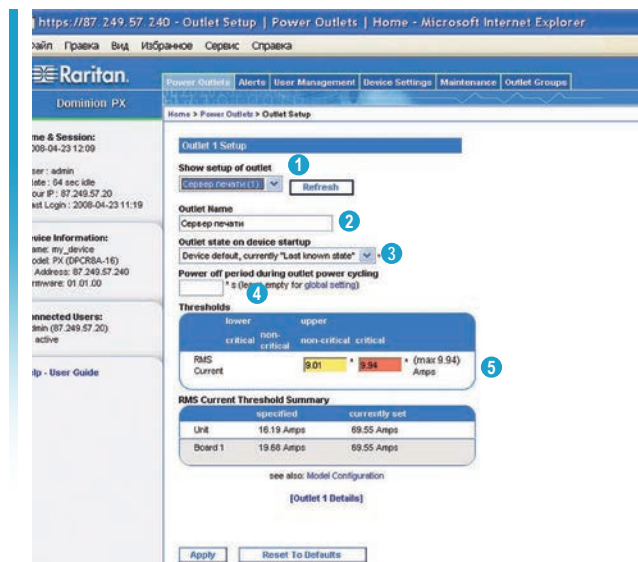 https://87.249.57.240 - Outlet Setup | Power Outlets | Home - Microsoft Internet Explorer
Файл Правка Вид Избранное Сервис Справка
Raritan.
Power Outlets Alerts User Management Device Settings Maintenance Outlet Groups
Dominion PX
Home > Power Outlets > Outlet Setup
me & Session:
008-04-23 12:09
ser : admin
tate : 64 sec idle
our IP : 87.249.57.20
ast Login : 2008-04-23 11:19
evice Information:
ame: my_device
odel: PX (DPCR8A-16)
Address: 87.249.57.240
rmware: 01.01.00
onnected Users:
dmin (87.249.57.20)
active
elp - User Guide
Outlet 1 Setup
Show setup of outlet
1
Сервер печати (1)
Refresh
Outlet Name
Сервер печати
2
Outlet state on device startup
Device default, currently "Last known state" *
3
Power off period during outlet power cycling
* s (leave empty for global setting)
4
Thresholds
lower upper
critical non-critical non-critical critical
RMS Current 9.01 * 9.94 * (max 9.94) Amps
5
RMS Current Threshold Summary
specified currently set
Unit 16.19 Amps 69.55 Amps
Board 1 19.68 Amps 69.55 Amps
see also: Model Configuration
[Outlet 1 Details]
Apply Reset To Defaults